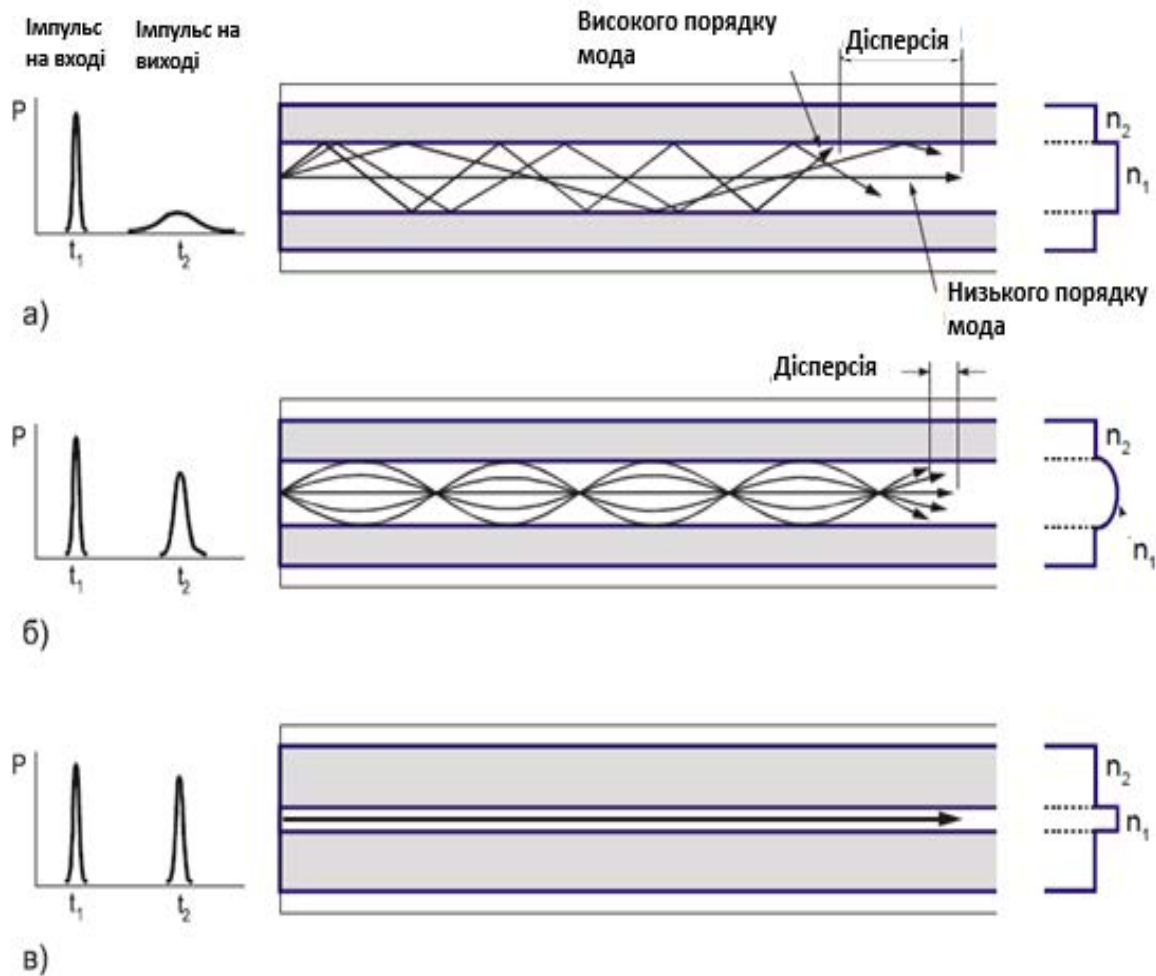 Імпульс
на вході
Імпульс на
виході
Високого порядку
мода
Дісперсія
P
t₁
t₂
n₂
n₁
Низького порядку
мода
а)
Дісперсія
P
t₁
t₂
n₂
n₁
б)
P
t₁
t₂
n₂
n₁
в)